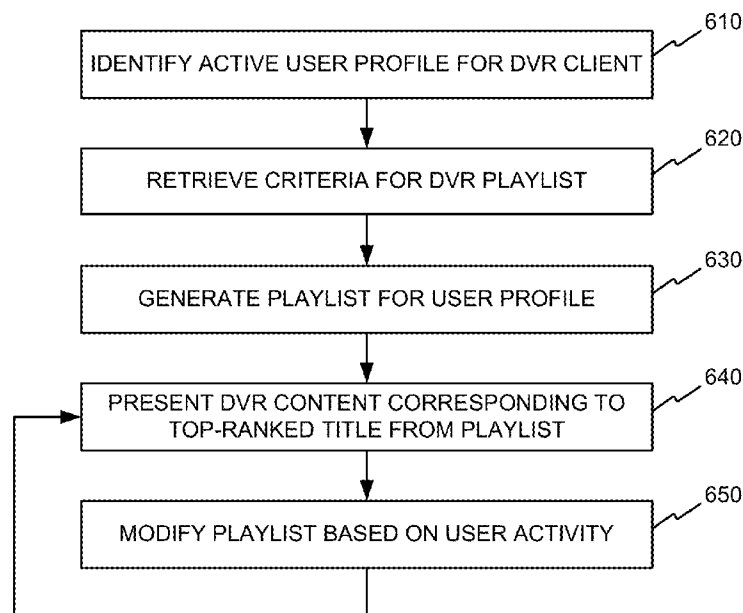 610
IDENTIFY ACTIVE USER PROFILE FOR DVR CLIENT
620
RETRIEVE CRITERIA FOR DVR PLAYLIST
630
GENERATE PLAYLIST FOR USER PROFILE
640
PRESENT DVR CONTENT CORRESPONDING TO
TOP-RANKED TITLE FROM PLAYLIST
650
MODIFY PLAYLIST BASED ON USER ACTIVITY